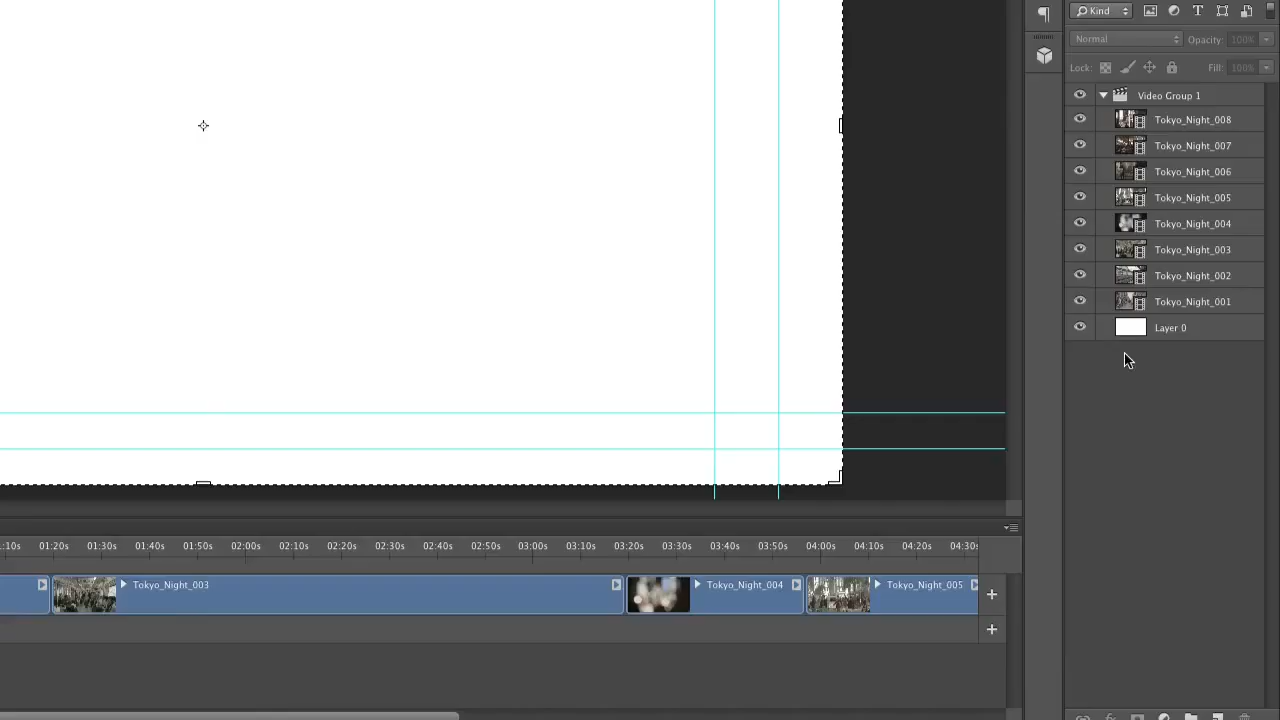 Kind
T
Normal
Opacity: 100%
Lock:
Fill: 100%
Video Group 1
Tokyo_Night_008
Tokyo_Night_007
Tokyo_Night_006
Tokyo_Night_005
Tokyo_Night_004
Tokyo_Night_003
Tokyo_Night_002
Tokyo_Night_001
Layer 0
:10s 01:20s 01:30s 01:40s 01:50s 02:00s 02:10s 02:20s 02:30s 02:40s 02:50s 03:00s 03:10s 03:20s 03:30s 03:40s 03:50s 04:00s 04:10s 04:20s 04:30s
Tokyo_Night_003 Tokyo_Night_004 Tokyo_Night_005